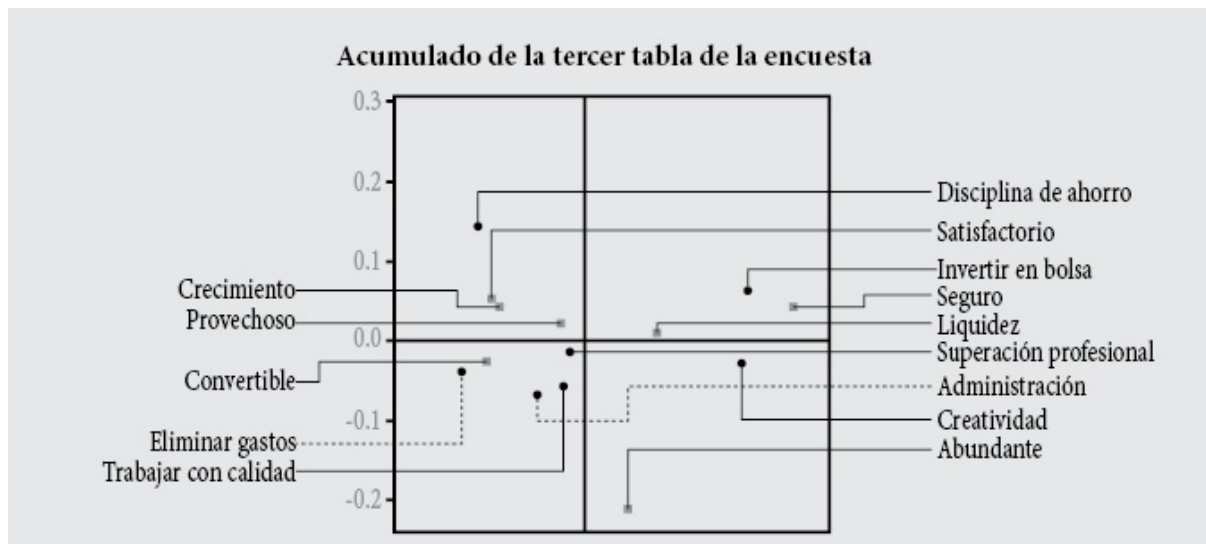 Acumulado de la tercer tabla de la encuesta
0.3
0.2
0.1
0.0
-0.1
-0.2
Crecimiento
Provechoso
Convertible
Eliminar gastos
Trabajar con calidad
Disciplina de ahorro
Satisfactorio
Invertir en bolsa
Seguro
Liquidez
Superación profesional
Administración
Creatividad
Abundante